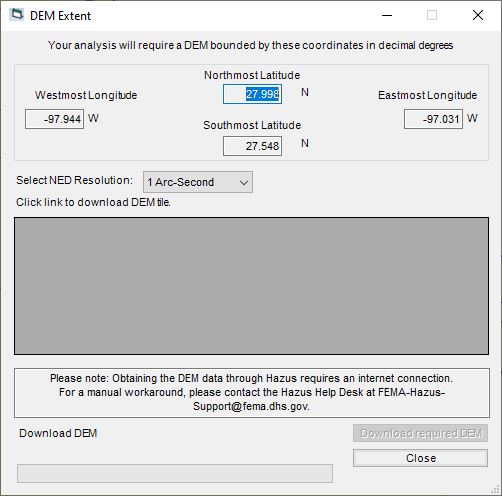 DEM Extent
Your analysis will require a DEM bounded by these coordinates in decimal degrees
Northmost Latitude
27.998 N
Westmost Longitude
-97.944 W
Eastmost Longitude
-97.031 W
Southmost Latitude
27.548 N
Select NED Resolution: 1 Arc-Second
Click link to download DEM tile.
Please note: Obtaining the DEM data through Hazus requires an internet connection.
For a manual workaround, please contact the Hazus Help Desk at FEMA-Hazus-
Support@fema.dhs.gov.
Download DEM
Download required DEM
Close